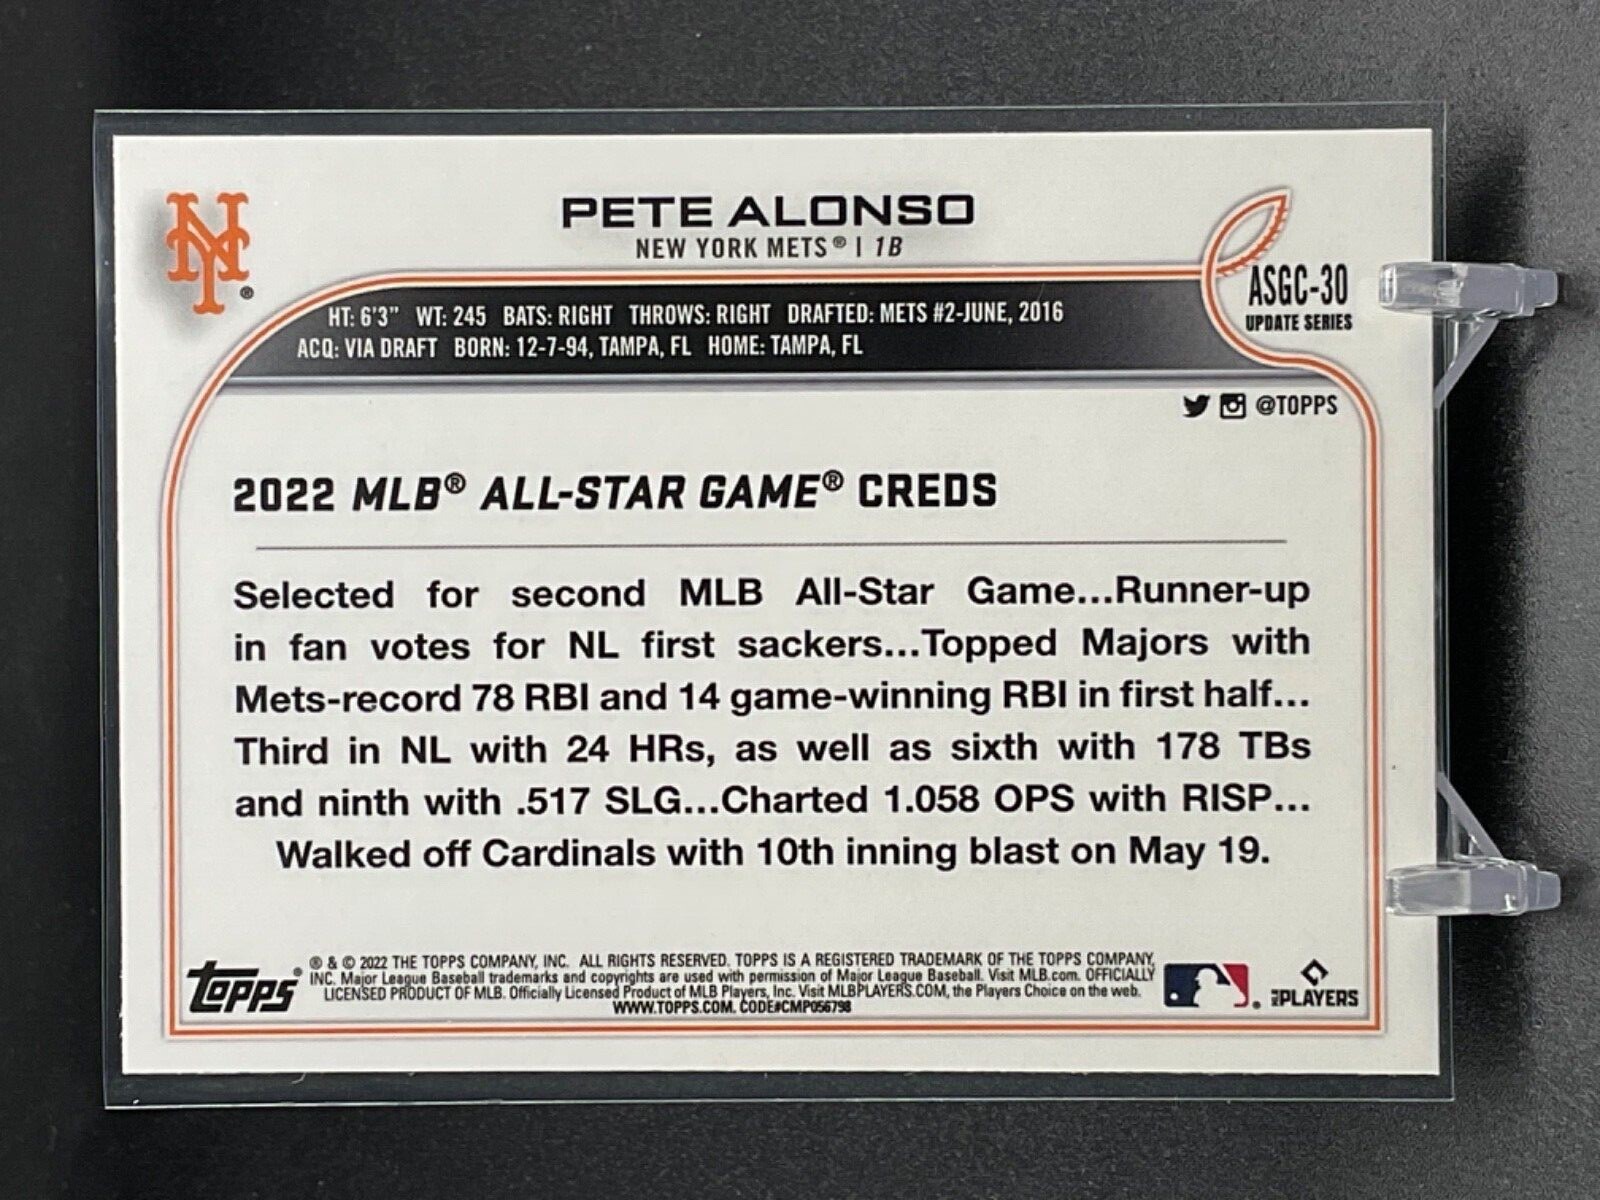 NY®
PETE ALONSO
NEW YORK METS® | 1B
ASGC-30
UPDATE SERIES
HT: 6'3" WT: 245 BATS: RIGHT THROWS: RIGHT DRAFTED: METS #2-JUNE, 2016
ACQ: VIA DRAFT BORN: 12-7-94, TAMPA, FL HOME: TAMPA, FL
@TOPPS
2022 MLB® ALL-STAR GAME® CREDS
Selected for second MLB All-Star Game...Runner-up
in fan votes for NL first sackers...Topped Majors with
Mets-record 78 RBI and 14 game-winning RBI in first half...
Third in NL with 24 HRs, as well as sixth with 178 TBs
and ninth with .517 SLG...Charted 1.058 OPS with RISP...
Walked off Cardinals with 10th inning blast on May 19.
Topps®
® & © 2022 THE TOPPS COMPANY, INC. ALL RIGHTS RESERVED. TOPPS IS A REGISTERED TRADEMARK OF THE TOPPS COMPANY,
INC. Major League Baseball trademarks and copyrights are used with permission of Major League Baseball. Visit MLB.com. OFFICIALLY
LICENSED PRODUCT OF MLB. Officially Licensed Product of MLB Players, Inc. Visit MLBPLAYERS.COM, the Players Choice on the web.
WWW.TOPPS.COM. CODE#CMP056798
®
MLB PLAYERS